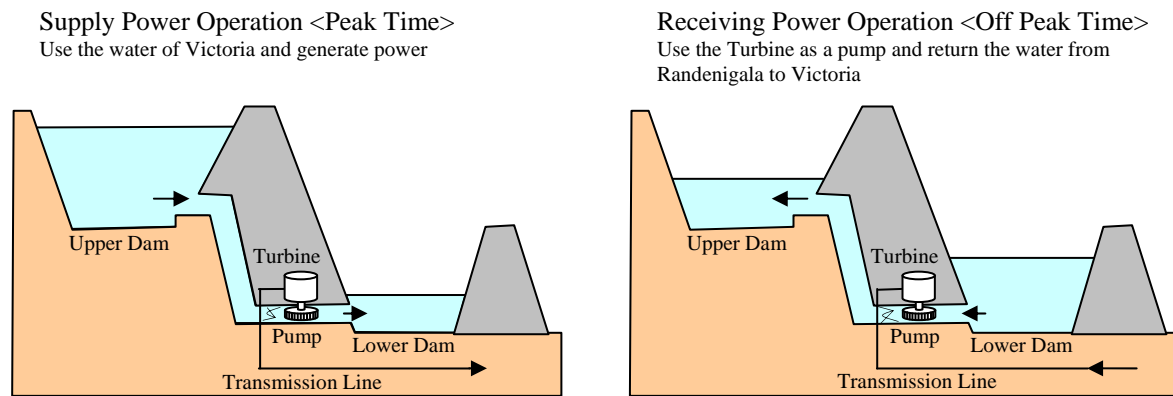 Supply Power Operation <Peak Time>
Use the water of Victoria and generate power
Upper Dam
Turbine
Pump
Lower Dam
Transmission Line
Receiving Power Operation <Off Peak Time>
Use the Turbine as a pump and return the water from
Randenigala to Victoria
Upper Dam
Turbine
Pump
Lower Dam
Transmission Line